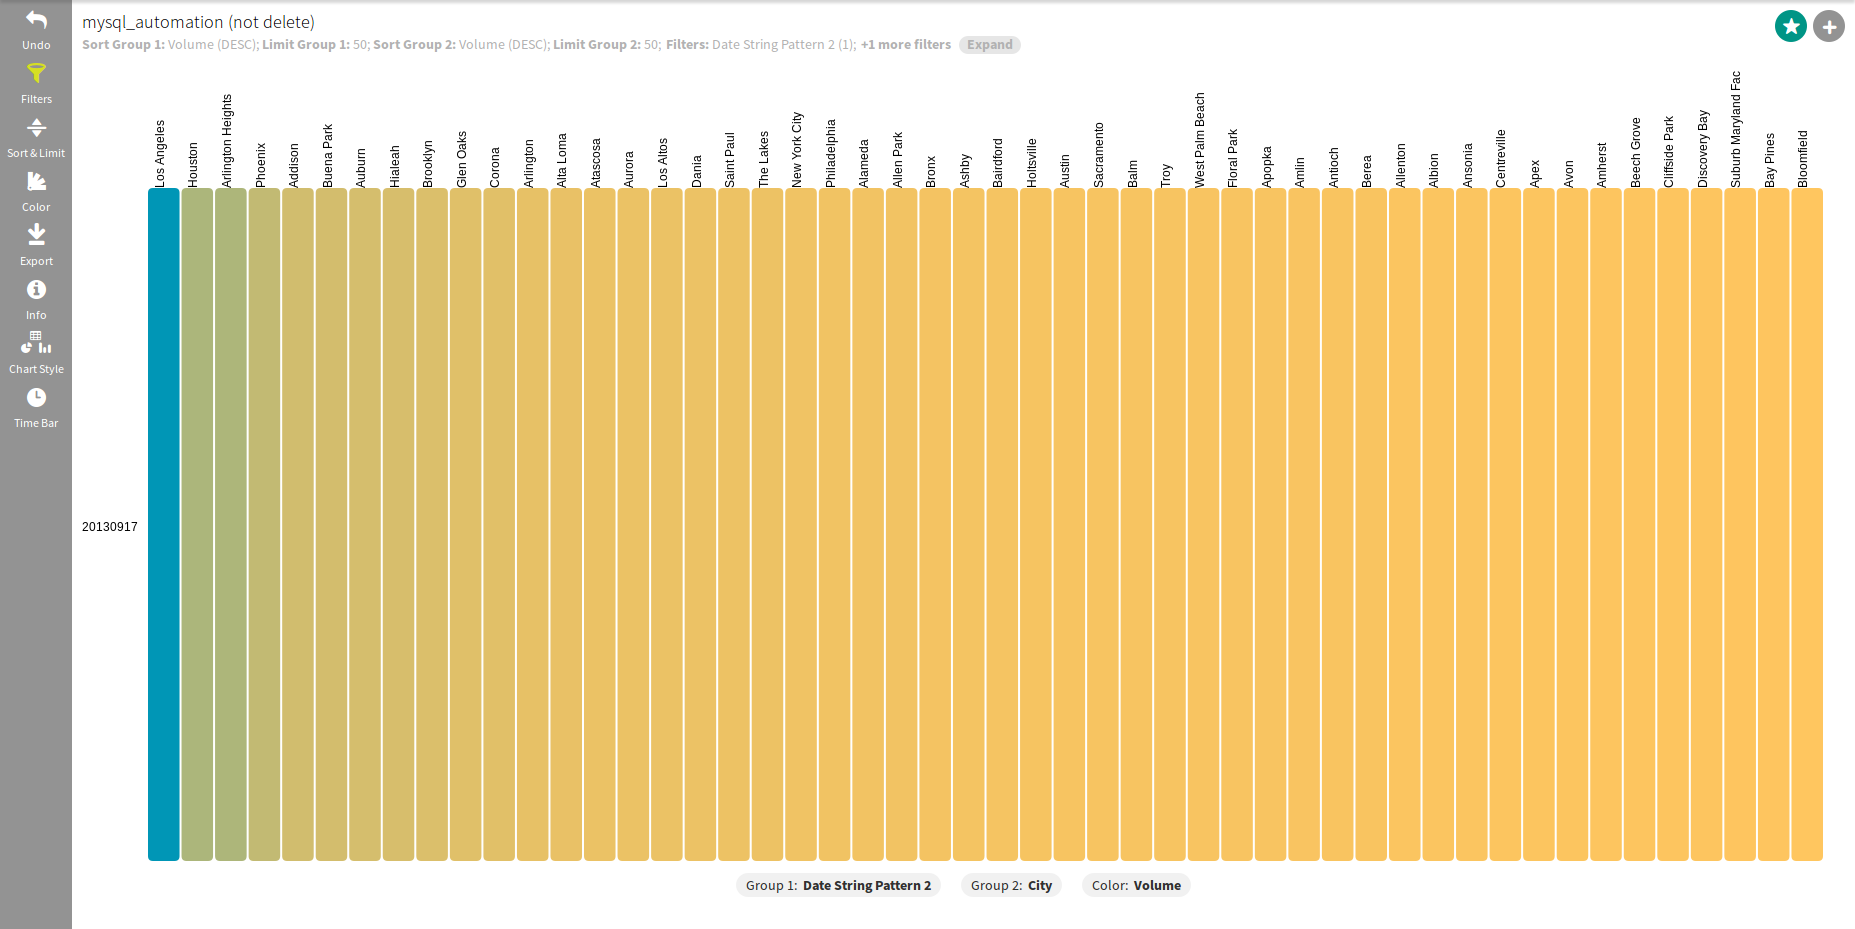 mysql_automation (not delete)
Sort Group 1: Volume (DESC); Limit Group 1: 50; Sort Group 2: Volume (DESC); Limit Group 2: 50; Filters: Date String Pattern 2 (1); +1 more filters Expand
Undo
Filters
Sort & Limit
Color
Export
Info
Chart Style
Time Bar
Los Angeles
Houston
Arlington Heights
Phoenix
Addison
Buena Park
Auburn
Hialeah
Brooklyn
Glen Oaks
Corona
Arlington
Alta Loma
Atascosa
Aurora
Los Altos
Dania
Saint Paul
The Lakes
New York City
Philadelphia
Alameda
Allen Park
Bronx
Ashby
Bairdford
Holtsville
Austin
Sacramento
Balm
Troy
West Palm Beach
Floral Park
Apopka
Amlin
Antioch
Berea
Allenton
Albion
Ansonia
Centreville
Apex
Avon
Amherst
Beech Grove
Cliffside Park
Discovery Bay
Suburb Maryland Fac
Bay Pines
Bloomfield
20130917
Group 1: Date String Pattern 2 Group 2: City Color: Volume